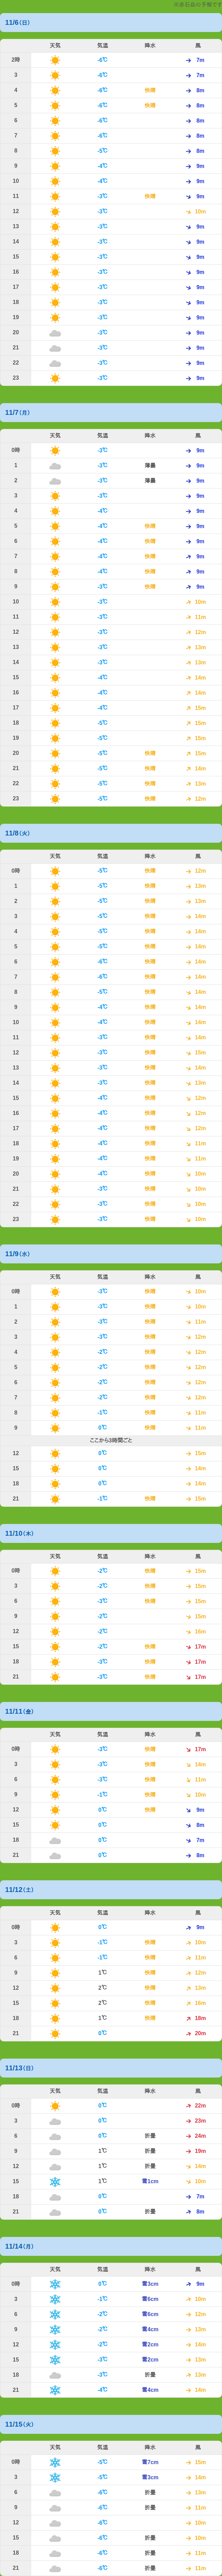 11/6(日)
天気 気温 降水 風
2時 -6℃ 7m
3 -6℃ 7m
4 -6℃ 快晴 8m
5 -6℃ 快晴 8m
6 -6℃ 8m
7 -6℃ 8m
8 -5℃ 8m
9 -4℃ 9m
10 -4℃ 9m
11 -3℃ 快晴 9m
12 -3℃ 10m
13 -3℃ 9m
14 -3℃ 9m
15 -3℃ 9m
16 -3℃ 9m
17 -3℃ 9m
18 -3℃ 9m
19 -3℃ 9m
20 -3℃ 9m
21 -3℃ 9m
22 -3℃ 9m
23 -3℃ 9m
11/7(月)
天気 気温 降水 風
0時 -3℃ 9m
1 -3℃ 薄曇 9m
2 -3℃ 薄曇 9m
3 -3℃ 9m
4 -4℃ 9m
5 -4℃ 快晴 9m
6 -4℃ 快晴 9m
7 -4℃ 快晴 9m
8 -4℃ 快晴 9m
9 -3℃ 快晴 9m
10 -3℃ 10m
11 -3℃ 11m
12 -3℃ 12m
13 -3℃ 13m
14 -3℃ 13m
15 -4℃ 14m
16 -4℃ 14m
17 -4℃ 15m
18 -5℃ 15m
19 -5℃ 15m
20 -5℃ 快晴 15m
21 -5℃ 快晴 14m
22 -5℃ 快晴 13m
23 -5℃ 快晴 12m
11/8(火)
天気 気温 降水 風
0時 -5℃ 快晴 12m
1 -5℃ 快晴 13m
2 -5℃ 快晴 13m
3 -5℃ 快晴 14m
4 -5℃ 快晴 14m
5 -5℃ 快晴 14m
6 -6℃ 快晴 14m
7 -6℃ 快晴 14m
8 -5℃ 快晴 14m
9 -4℃ 快晴 14m
10 -4℃ 快晴 14m
11 -3℃ 快晴 14m
12 -3℃ 快晴 15m
13 -3℃ 快晴 14m
14 -3℃ 快晴 13m
15 -4℃ 快晴 12m
16 -4℃ 快晴 12m
17 -4℃ 快晴 12m
18 -4℃ 快晴 11m
19 -4℃ 快晴 11m
20 -4℃ 快晴 10m
21 -3℃ 快晴 10m
22 -3℃ 快晴 10m
23 -3℃ 快晴 10m
11/9(水)
天気 気温 降水 風
0時 -3℃ 快晴 10m
1 -3℃ 快晴 10m
2 -3℃ 快晴 11m
3 -3℃ 快晴 12m
4 -2℃ 快晴 12m
5 -2℃ 快晴 12m
6 -2℃ 快晴 12m
7 -2℃ 快晴 12m
8 -1℃ 快晴 11m
9 0℃ 快晴 11m
ここから3時間ごと
12 0℃ 15m
15 0℃ 14m
18 0℃ 14m
21 -1℃ 快晴 15m
11/10(木)
天気 気温 降水 風
0時 -2℃ 快晴 15m
3 -2℃ 快晴 15m
6 -3℃ 快晴 15m
9 -2℃ 15m
12 -2℃ 16m
15 -2℃ 快晴 17m
18 -3℃ 快晴 17m
21 -3℃ 快晴 17m
11/11(金)
天気 気温 降水 風
0時 -3℃ 快晴 17m
3 -3℃ 快晴 14m
6 -3℃ 快晴 11m
9 -1℃ 快晴 10m
12 0℃ 快晴 9m
15 0℃ 8m
18 0℃ 7m
21 0℃ 8m
11/12(土)
天気 気温 降水 風
0時 0℃ 快晴 9m
3 -1℃ 快晴 10m
6 -1℃ 快晴 11m
9 1℃ 快晴 12m
12 2℃ 快晴 13m
15 2℃ 快晴 16m
18 1℃ 快晴 18m
21 0℃ 20m
11/13(日)
天気 気温 降水 風
0時 0℃ 22m
3 0℃ 23m
6 0℃ 折曇 24m
9 1℃ 折曇 19m
12 1℃ 折曇 14m
15 1℃ 雪1cm 10m
18 0℃ 7m
21 0℃ 折曇 8m
11/14(月)
天気 気温 降水 風
0時 0℃ 雪3cm 9m
3 -1℃ 雪6cm 10m
6 -2℃ 雪6cm 12m
9 -2℃ 雪4cm 13m
12 -2℃ 雪2cm 14m
15 -3℃ 雪2cm 13m
18 -3℃ 折曇 13m
21 -4℃ 雪4cm 14m
11/15(火)
天気 気温 降水 風
0時 -5℃ 雪7cm 15m
3 -5℃ 雪3cm 14m
6 -6℃ 折曇 13m
9 -6℃ 折曇 11m
12 -6℃ 10m
15 -6℃ 折曇 10m
18 -6℃ 折曇 11m
21 -6℃ 折曇 11m